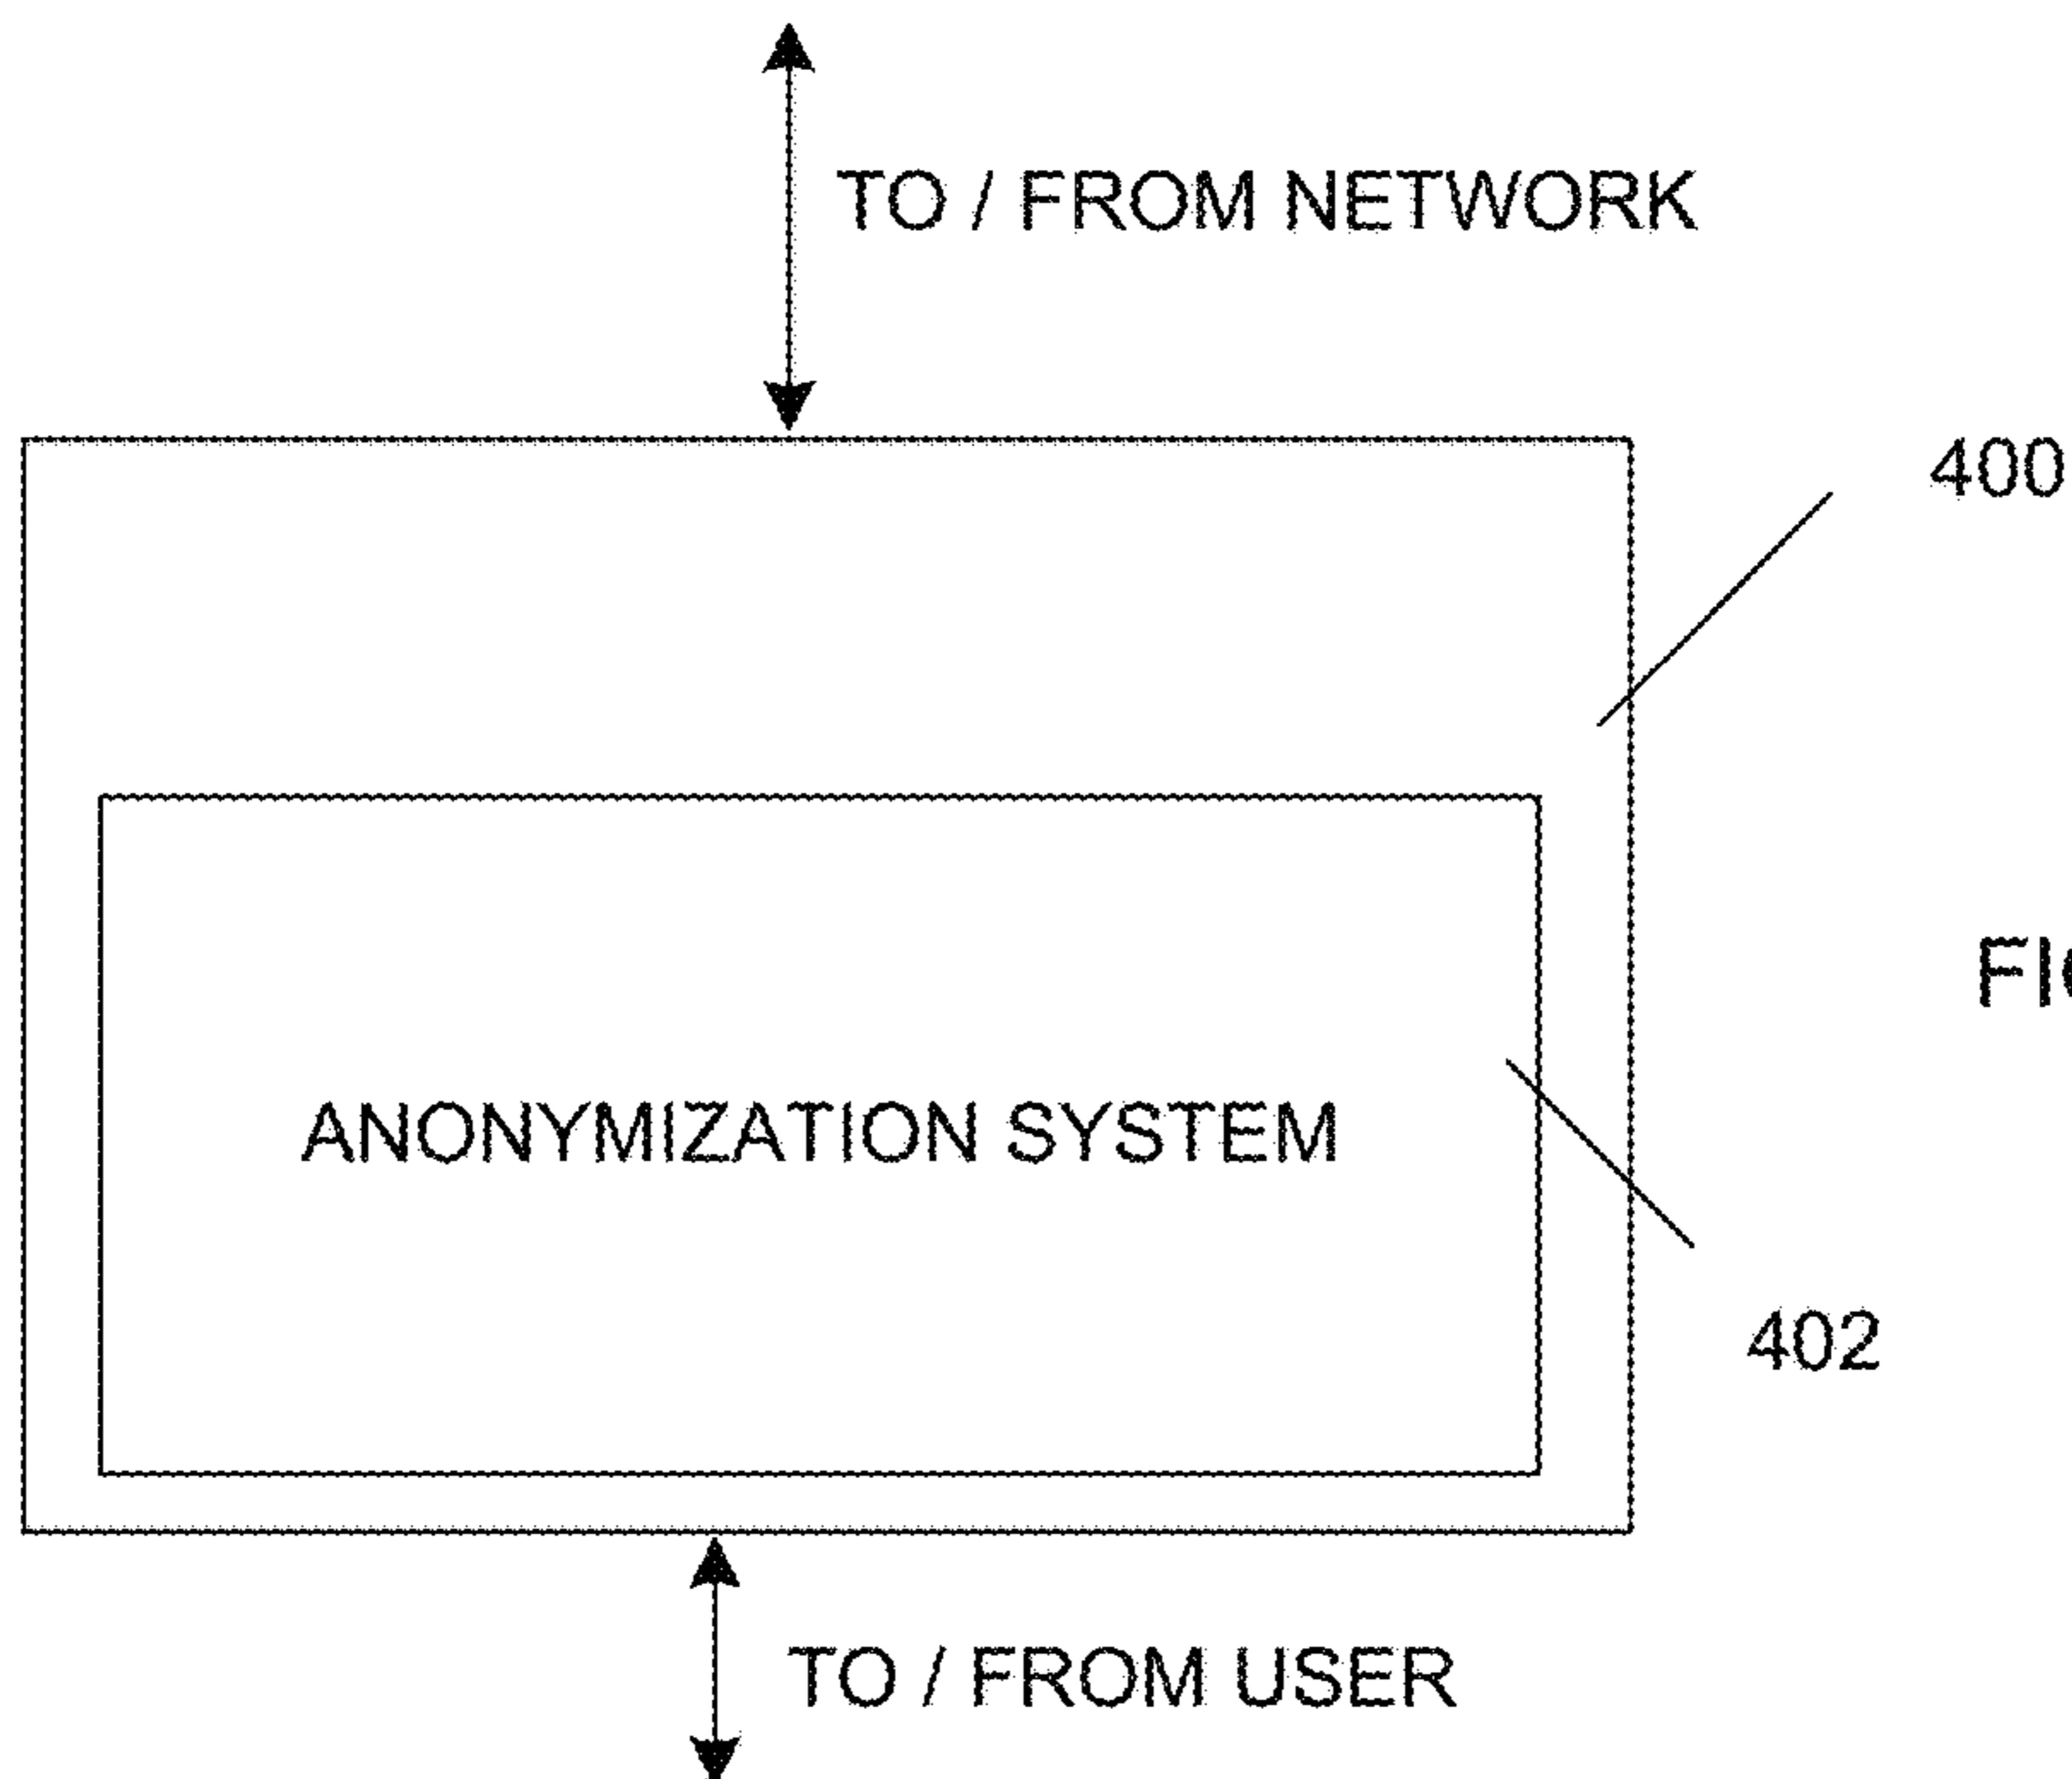 TO / FROM NETWORK
400
ANONYMIZATION SYSTEM
402
TO / FROM USER